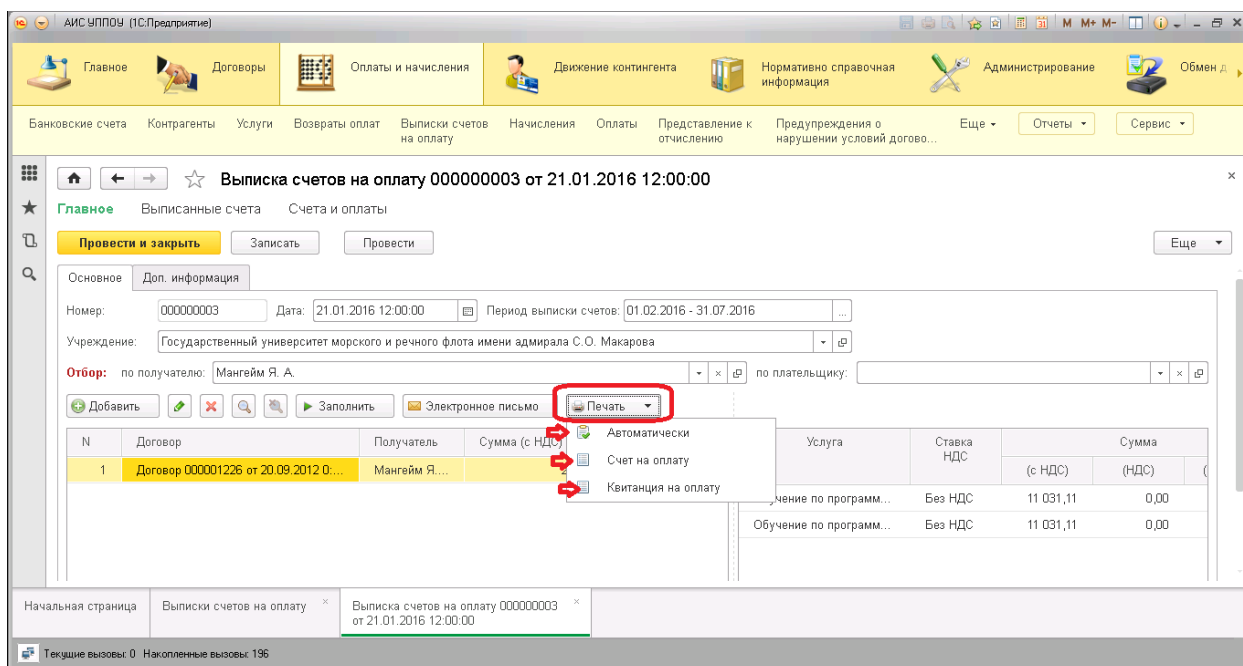 АИС УППОУ (1С:Предприятие)
M M+ M-
Главное
Договоры
Оплаты и начисления
Движение контингента
Нормативно справочная
информация
Администрирование
Обмен д
Банковские счета
Контрагенты
Услуги
Возвраты оплат
Выписки счетов
на оплату
Начисления
Оплаты
Представление к
отчислению
Предупреждения о
нарушении условий догово...
Еще
Отчеты
Сервис
Выписка счетов на оплату 000000003 от 21.01.2016 12:00:00
Главное Выписанные счета Счета и оплаты
Провести и закрыть Записать Провести Еще
Основное Доп. информация
Номер: 000000003 Дата: 21.01.2016 12:00:00 Период выписки счетов: 01.02.2016 - 31.07.2016 ...
Учреждение: Государственный университет морского и речного флота имени адмирала С.О. Макарова
Отбор: по получателю: Мангейм Я. А. по плательщику:
Добавить Заполнить Электронное письмо Печать
Автоматически
Счет на оплату
Квитанция на оплату
N Договор Получатель Сумма (с НДС)
1 Договор 000001226 от 20.09.2012 0:... Мангейм Я....
Услуга Ставка
НДС Сумма
(с НДС) (НДС) (
Обучение по программ... Без НДС 11 031,11 0,00
Обучение по программ... Без НДС 11 031,11 0,00
Начальная страница
Выписки счетов на оплату
Выписка счетов на оплату 000000003
от 21.01.2016 12:00:00
Текущие вызовы: 0 Накопленные вызовы: 196